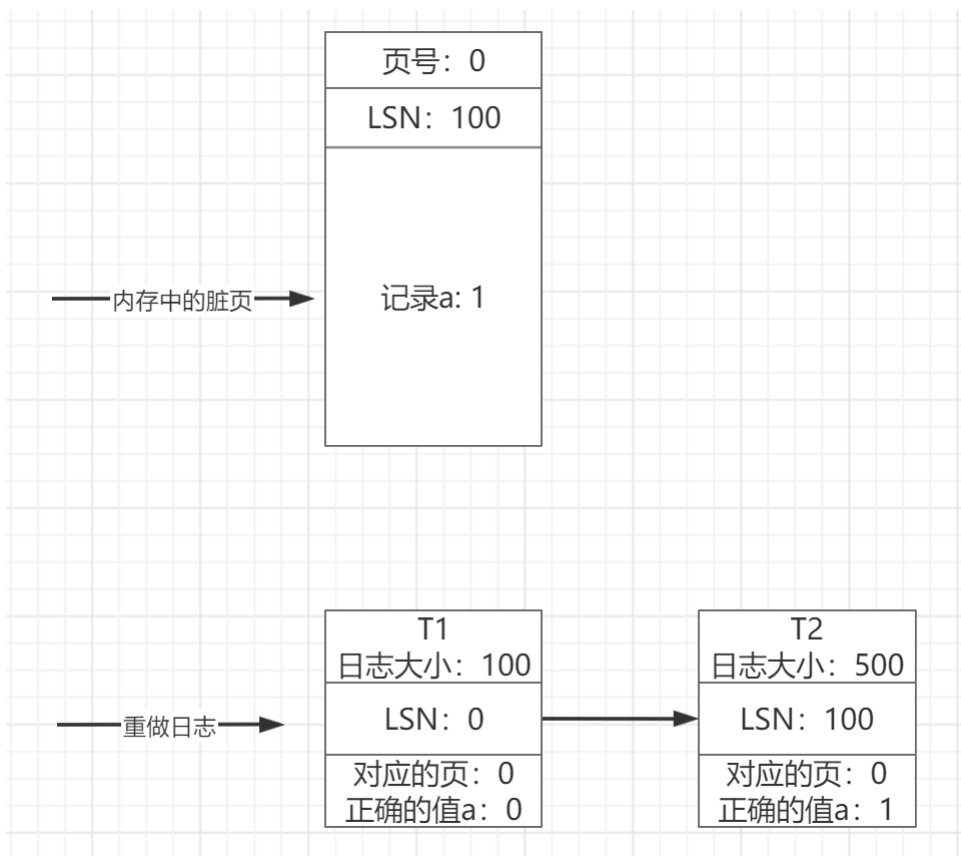 页号：0
LSN：100
记录a: 1
内存中的脏页
T1
日志大小：100
LSN：0
对应的页：0
正确的值a：0
T2
日志大小：500
LSN：100
对应的页：0
正确的值a：1
重做日志